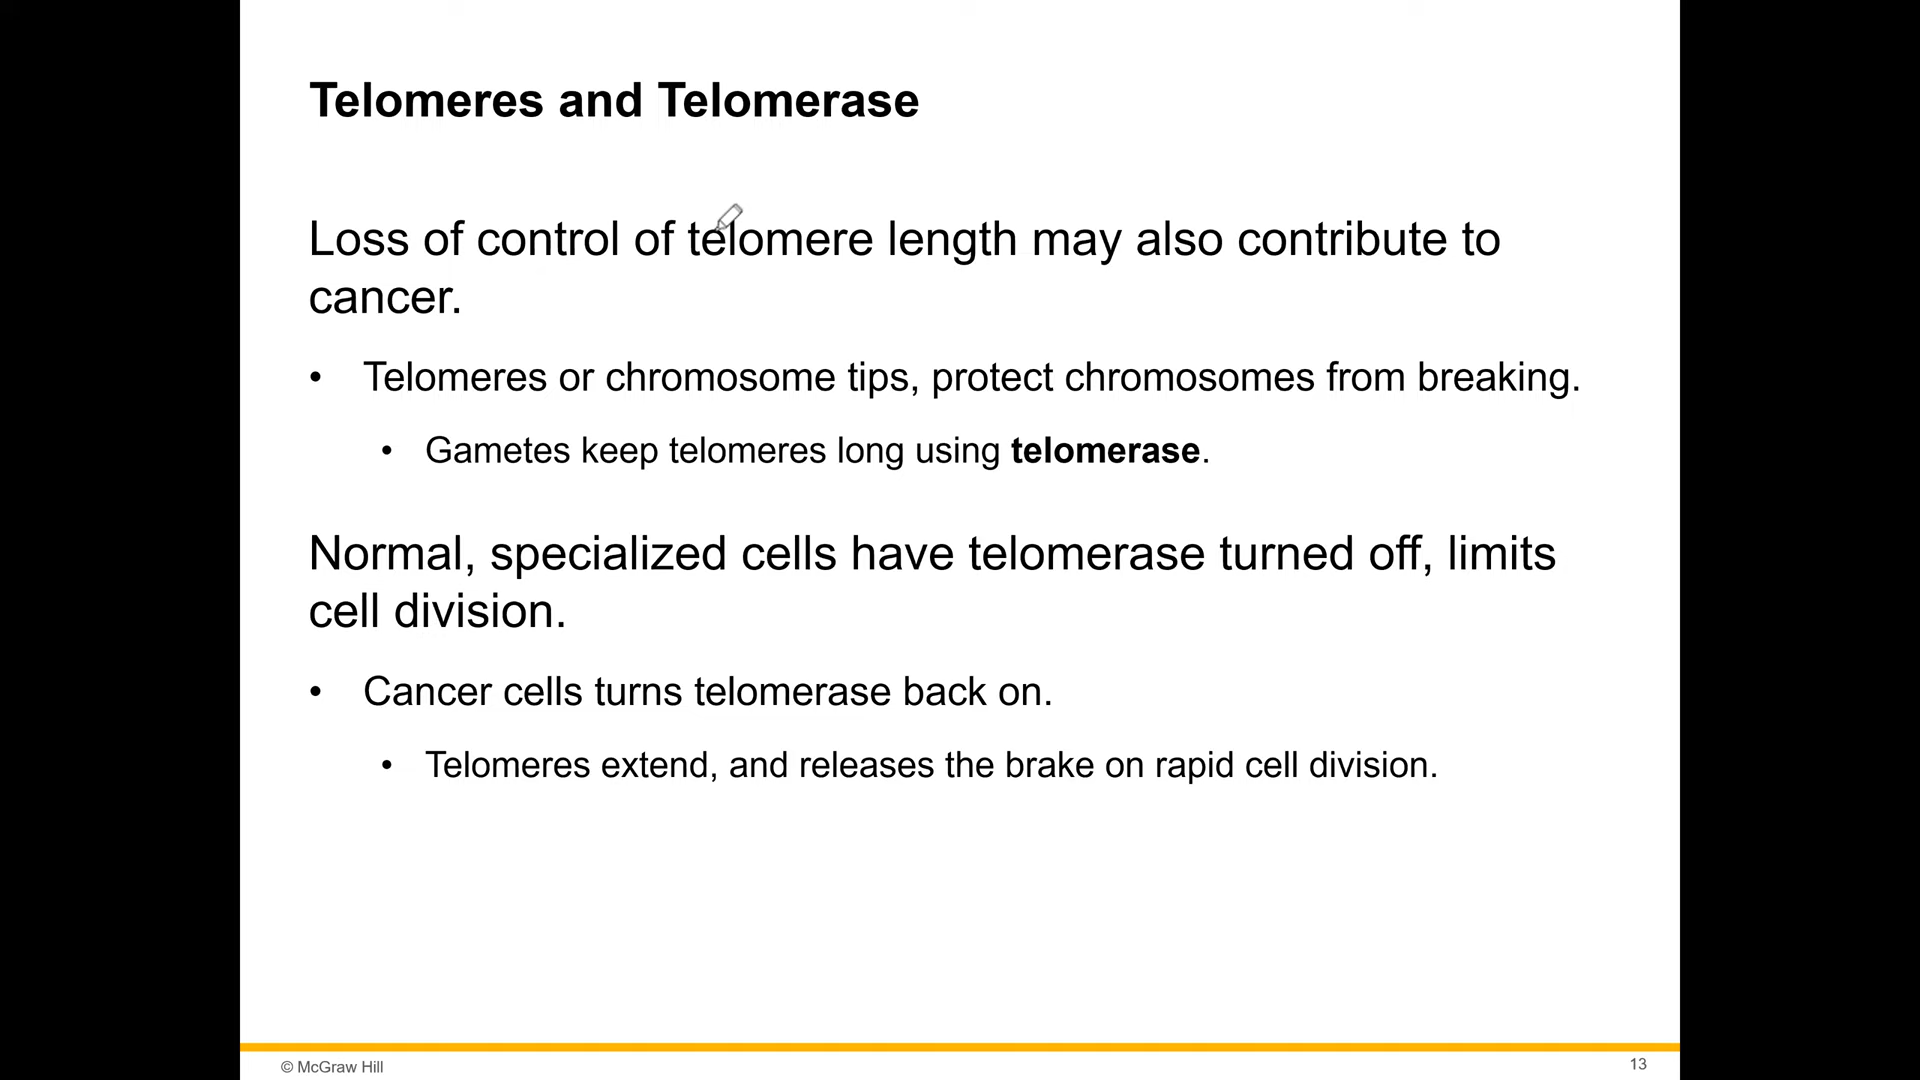 Telomeres and Telomerase
Loss of control of telomere length may also contribute to
cancer.
• Telomeres or chromosome tips, protect chromosomes from breaking.
• Gametes keep telomeres long using telomerase.
Normal, specialized cells have telomerase turned off, limits
cell division.
• Cancer cells turns telomerase back on.
• Telomeres extend, and releases the brake on rapid cell division.
© McGraw Hill
13